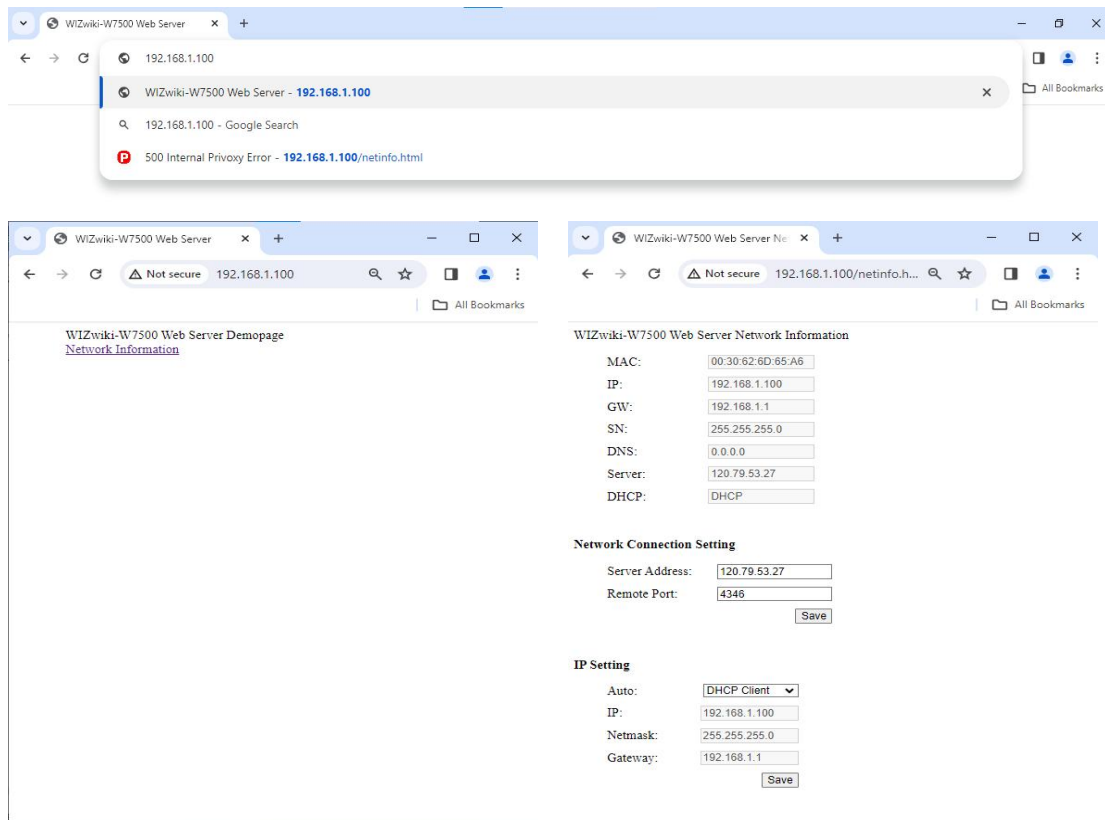 WIZwiki-W7500 Web Server
192.168.1.100
WIZwiki-W7500 Web Server - 192.168.1.100
All Bookmarks
192.168.1.100 - Google Search
500 Internal Privoxy Error - 192.168.1.100/netinfo.html
WIZwiki-W7500 Web Server
Not secure 192.168.1.100
All Bookmarks
WIZwiki-W7500 Web Server Demopage
Network Information
WIZwiki-W7500 Web Server Ne
Not secure 192.168.1.100/netinfo.h...
All Bookmarks
WIZwiki-W7500 Web Server Network Information
MAC: 00:30:62:6D:65:A6
IP: 192.168.1.100
GW: 192.168.1.1
SN: 255.255.255.0
DNS: 0.0.0.0
Server: 120.79.53.27
DHCP: DHCP
Network Connection Setting
Server Address: 120.79.53.27
Remote Port: 4346
Save
IP Setting
Auto: DHCP Client
IP: 192.168.1.100
Netmask: 255.255.255.0
Gateway: 192.168.1.1
Save